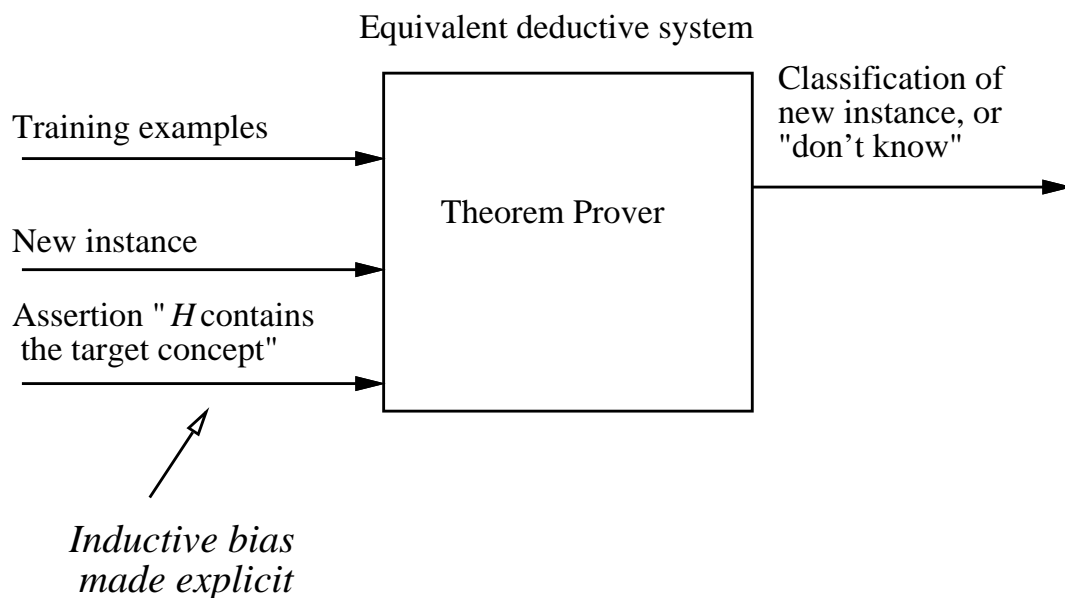 Equivalent deductive system
Training examples
New instance
Assertion " H contains
the target concept"
Theorem Prover
Classification of
new instance, or
"don't know"
Inductive bias
made explicit